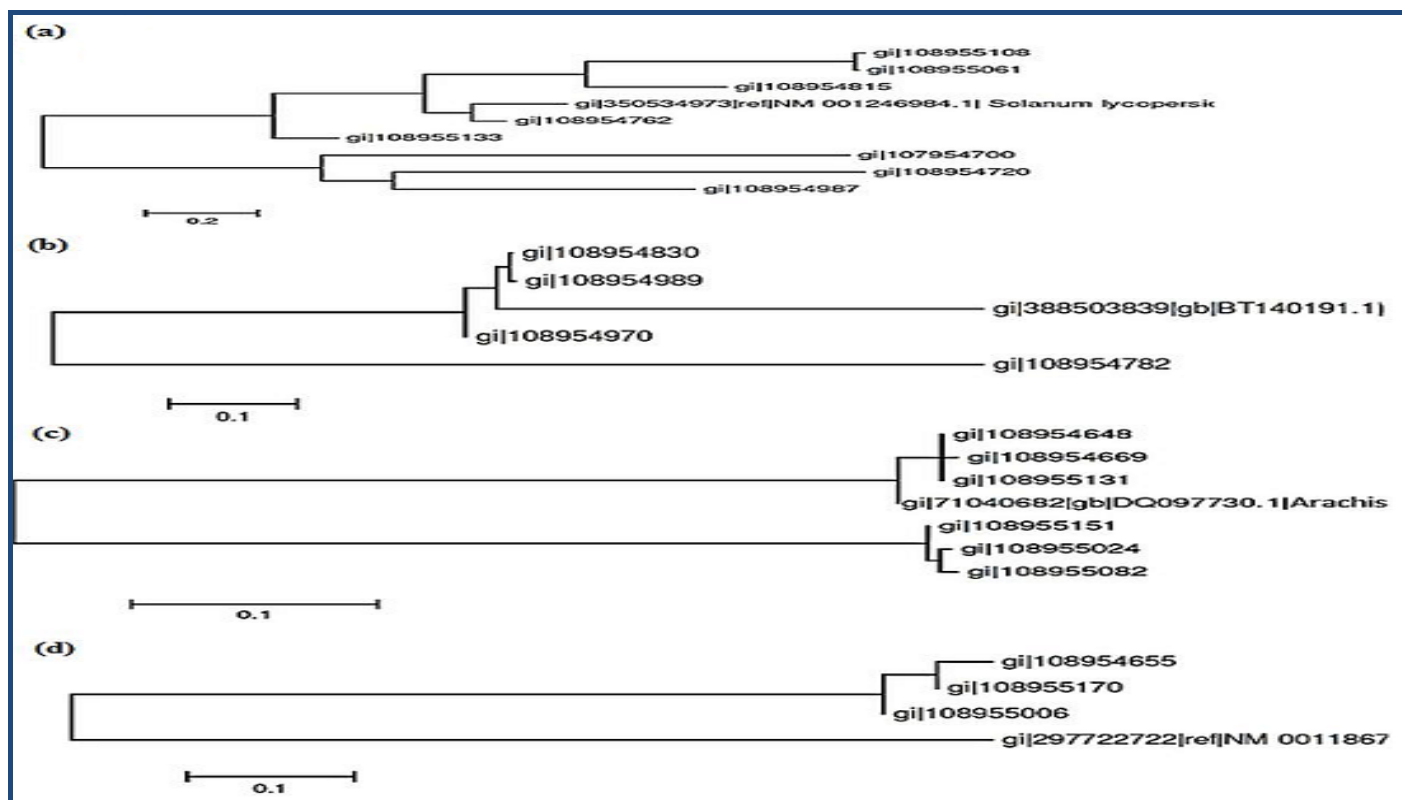 (a)
gi|108955108
gi|108955061
gi|108954815
gi|350534973|ref|NM 001246984.1| Solanum lycopersic
gi|108954762
gi|108955133
gi|107954700
gi|108954720
gi|108954987
0.2
(b)
gi|108954830
gi|108954989
gi|388503839|gb|BT140191.1)
gi|108954970
gi|108954782
0.1
(c)
gi|108954648
gi|108954669
gi|108955131
gi|71040682|gb|DQ097730.1|Arachis
gi|108955151
gi|108955024
gi|108955082
0.1
(d)
gi|108954655
gi|108955170
gi|108955006
gi|297722722|ref|NM 0011867
0.1